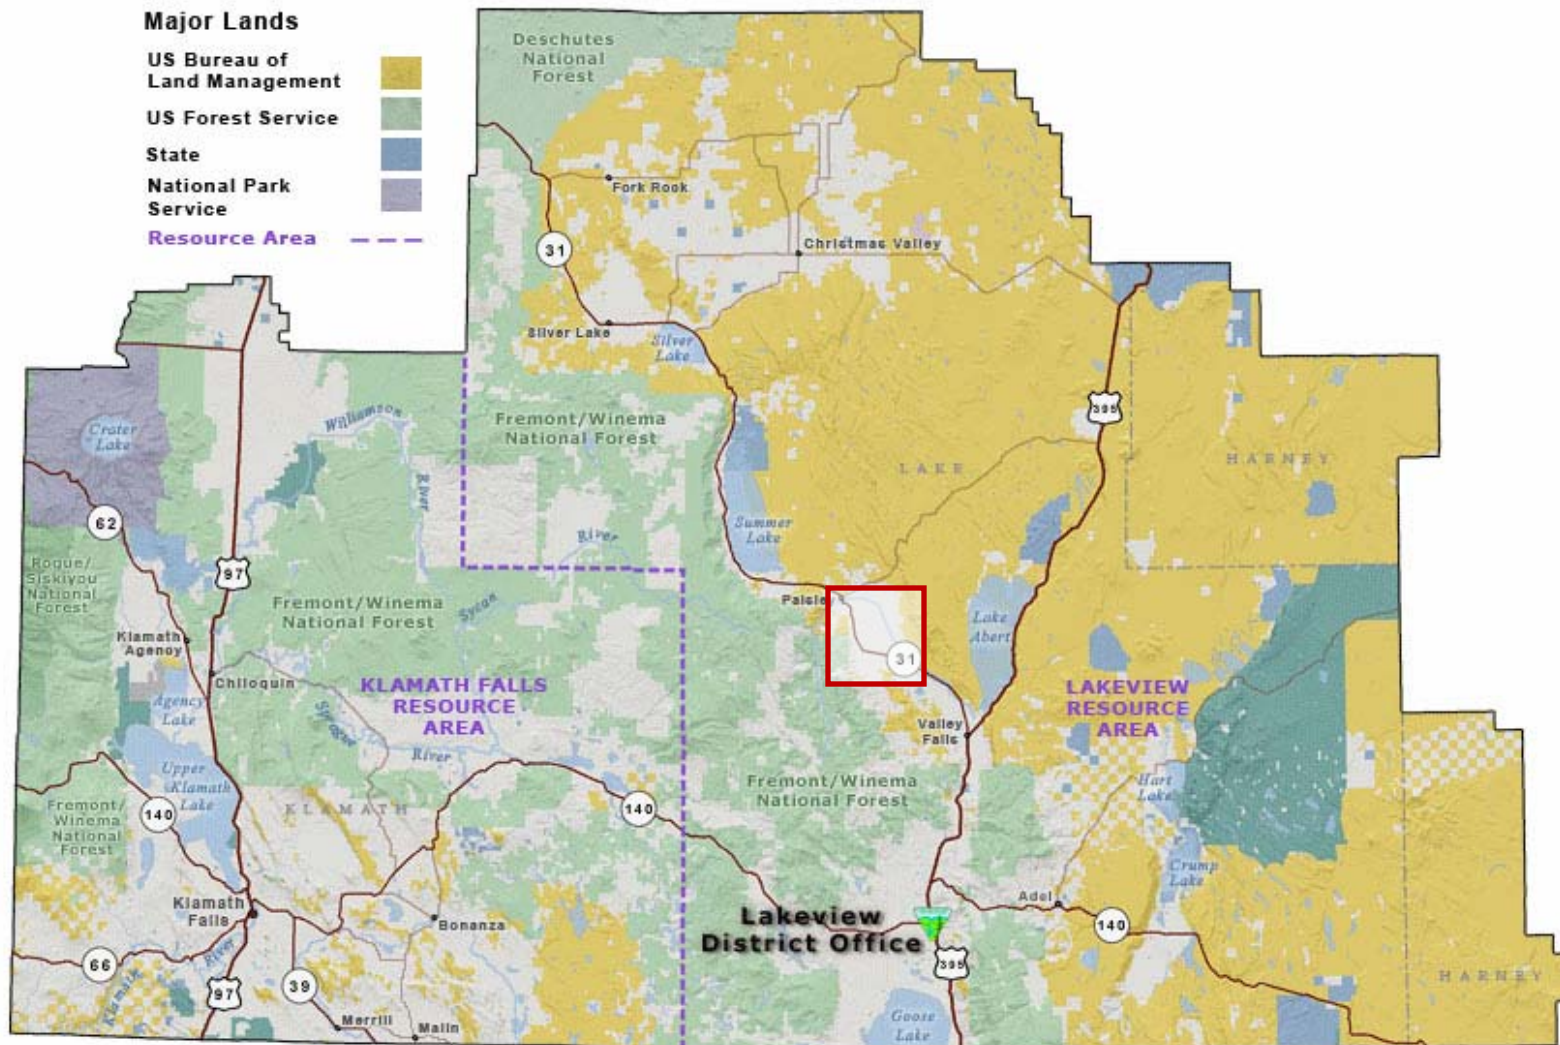 Major Lands
US Bureau of
Land Management
US Forest Service
State
National Park
Service
Resource Area
Deschutes
National
Forest
Fork Rook
31
Christmas Valley
Silver Lake
Silver
Lake
Crater
Lake
Williamson
River
Fremont/Winema
National Forest
LAKE
HARNEY
395
62
Summer
Lake
River
Rogue/
Siskiyou
National
Forest
97
Fremont/Winema
National Forest
Sycan
Paisley
Lake
Abert
Klamath
Agency
Chiloquin
31
KLAMATH FALLS
RESOURCE
AREA
LAKEVIEW
RESOURCE
AREA
Agency
Lake
Sprague
River
Valley
Falls
Upper
Klamath
Lake
Fremont/Winema
National Forest
Hart
Lake
Fremont/
Winema
National
Forest
140
KLAMATH
140
Crump
Lake
Klamath
Falls
Bonanza
Lakeview
District Office
Adel
140
66
Klamath
River
97
39
395
HARNEY
Merrill
Malin
Goose
Lake